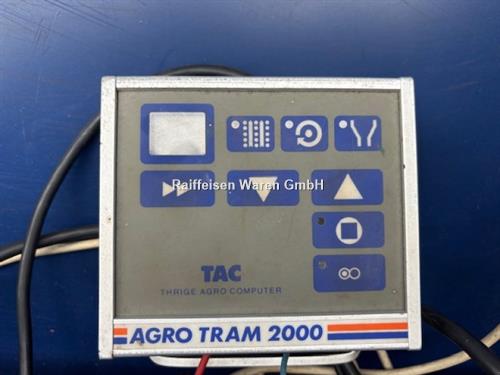 Raiffeisen Waren GmbH
TAC
THRIGE AGRO COMPUTER
AGRO TRAM 2000